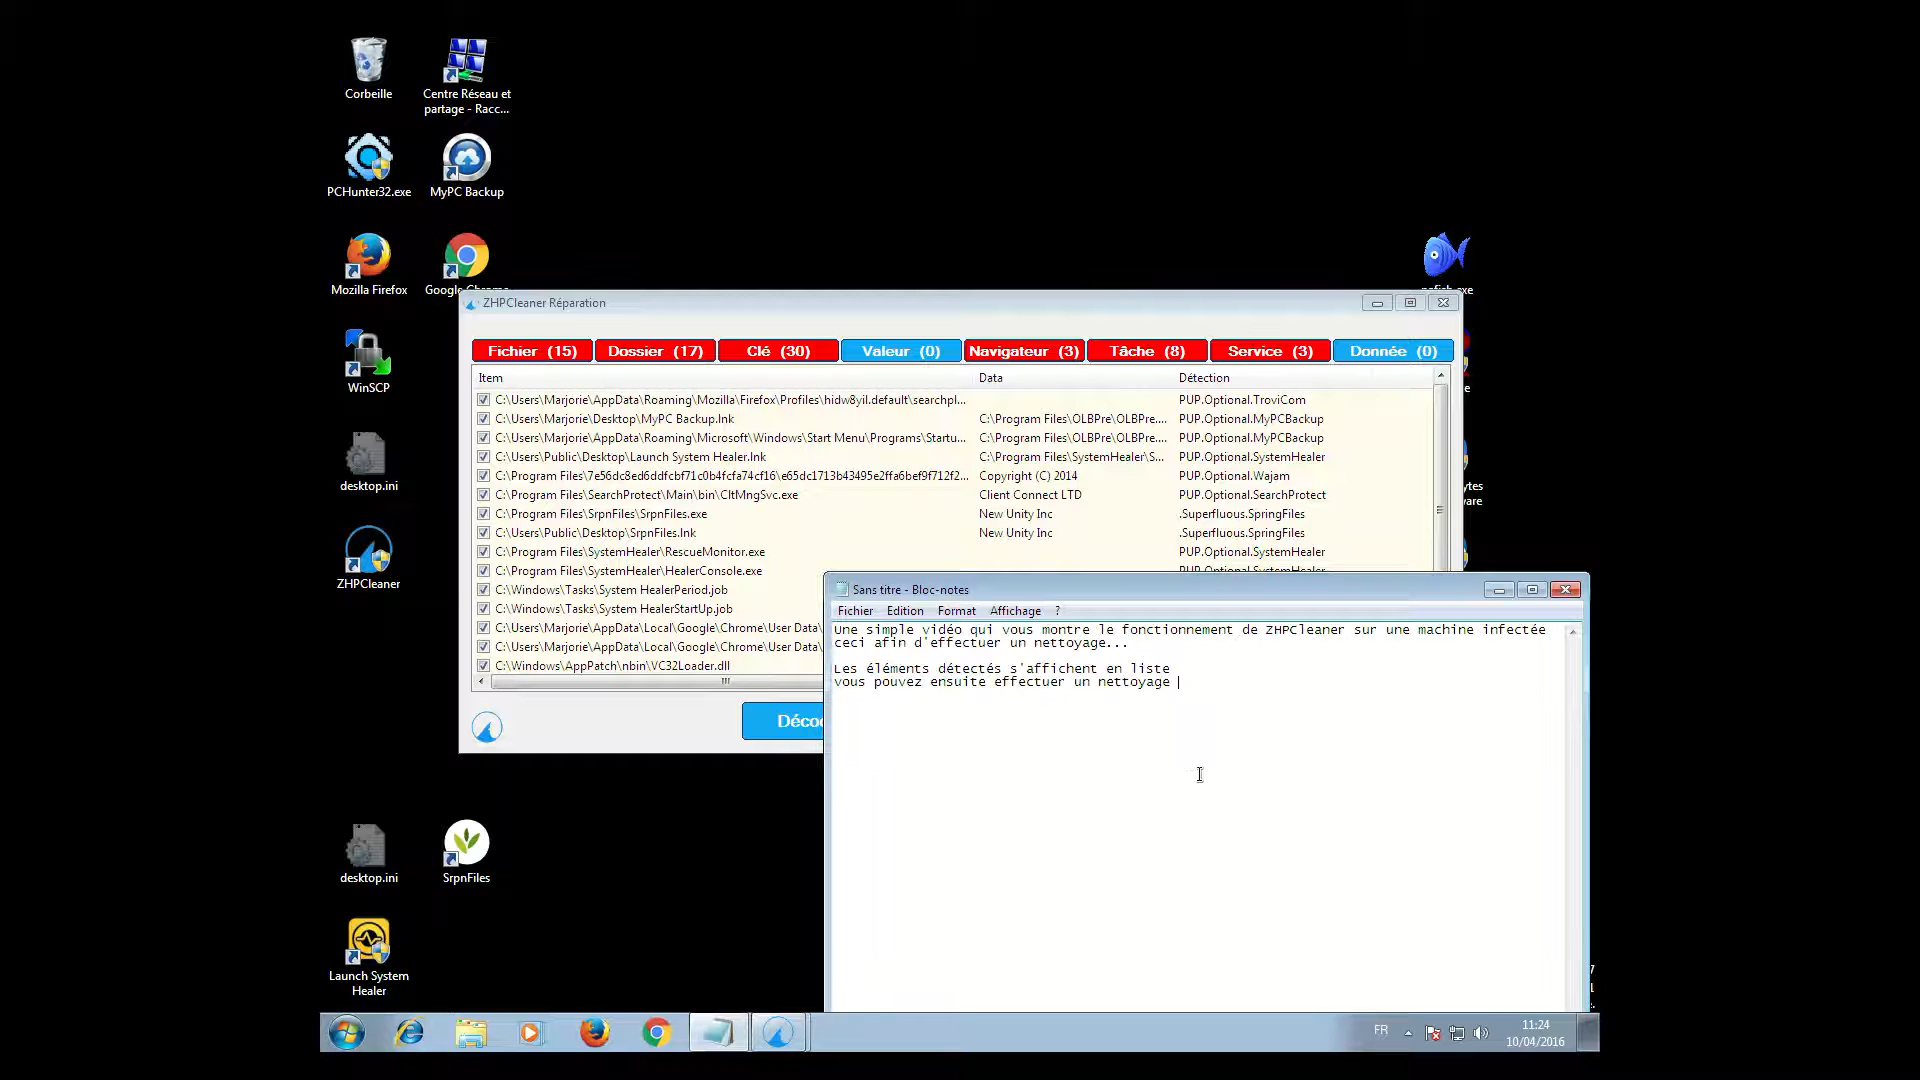 Corbeille
Centre Réseau et
partage - Racc...
PCHunter32.exe
MyPC Backup
Mozilla Firefox
WinSCP
desktop.ini
ZHPCleaner
desktop.ini
SrpnFiles
Launch System
Healer
ZHPCleaner Réparation
Fichier (15)
Dossier (17)
Clé (30)
Valeur (0)
Navigateur (3)
Tâche (8)
Service (3)
Donnée (0)
Item Data Détection
C:\Users\Marjorie\AppData\Roaming\Mozilla\Firefox\Profiles\hidw8yil.default\searchpl... PUP.Optional.TroviCom
C:\Users\Marjorie\Desktop\MyPC Backup.lnk C:\Program Files\OLBPre\OLBPre.... PUP.Optional.MyPCBackup
C:\Users\Marjorie\AppData\Roaming\Microsoft\Windows\Start Menu\Programs\Startu... C:\Program Files\OLBPre\OLBPre.... PUP.Optional.MyPCBackup
C:\Users\Public\Desktop\Launch System Healer.lnk C:\Program Files\SystemHealer\S... PUP.Optional.SystemHealer
C:\Program Files\7e56dc8ed6ddfcbf71c0b4fcfa74cf16\e65dc1713b43495e2ffa6bef9f712f2... Copyright (C) 2014 PUP.Optional.Wajam
C:\Program Files\SearchProtect\Main\bin\CltMngSvc.exe Client Connect LTD PUP.Optional.SearchProtect
C:\Program Files\SrpnFiles\SrpnFiles.exe New Unity Inc .Superfluous.SpringFiles
C:\Users\Public\Desktop\SrpnFiles.lnk New Unity Inc .Superfluous.SpringFiles
C:\Program Files\SystemHealer\RescueMonitor.exe PUP.Optional.SystemHealer
C:\Program Files\SystemHealer\HealerConsole.exe PUP.Optional.SystemHealer
C:\Windows\Tasks\System HealerPeriod.job
C:\Windows\Tasks\System HealerStartUp.job
C:\Users\Marjorie\AppData\Local\Google\Chrome\User Data\
C:\Users\Marjorie\AppData\Local\Google\Chrome\User Data\
C:\Windows\AppPatch\nbin\VC32Loader.dll
Déco
Sans titre - Bloc-notes
Fichier Edition Format Affichage ?
Une simple vidéo qui vous montre le fonctionnement de ZHPCleaner sur une machine infectée
ceci afin d'effectuer un nettoyage...
Les éléments détectés s'affichent en liste
vous pouvez ensuite effectuer un nettoyage
FR
11:24
10/04/2016